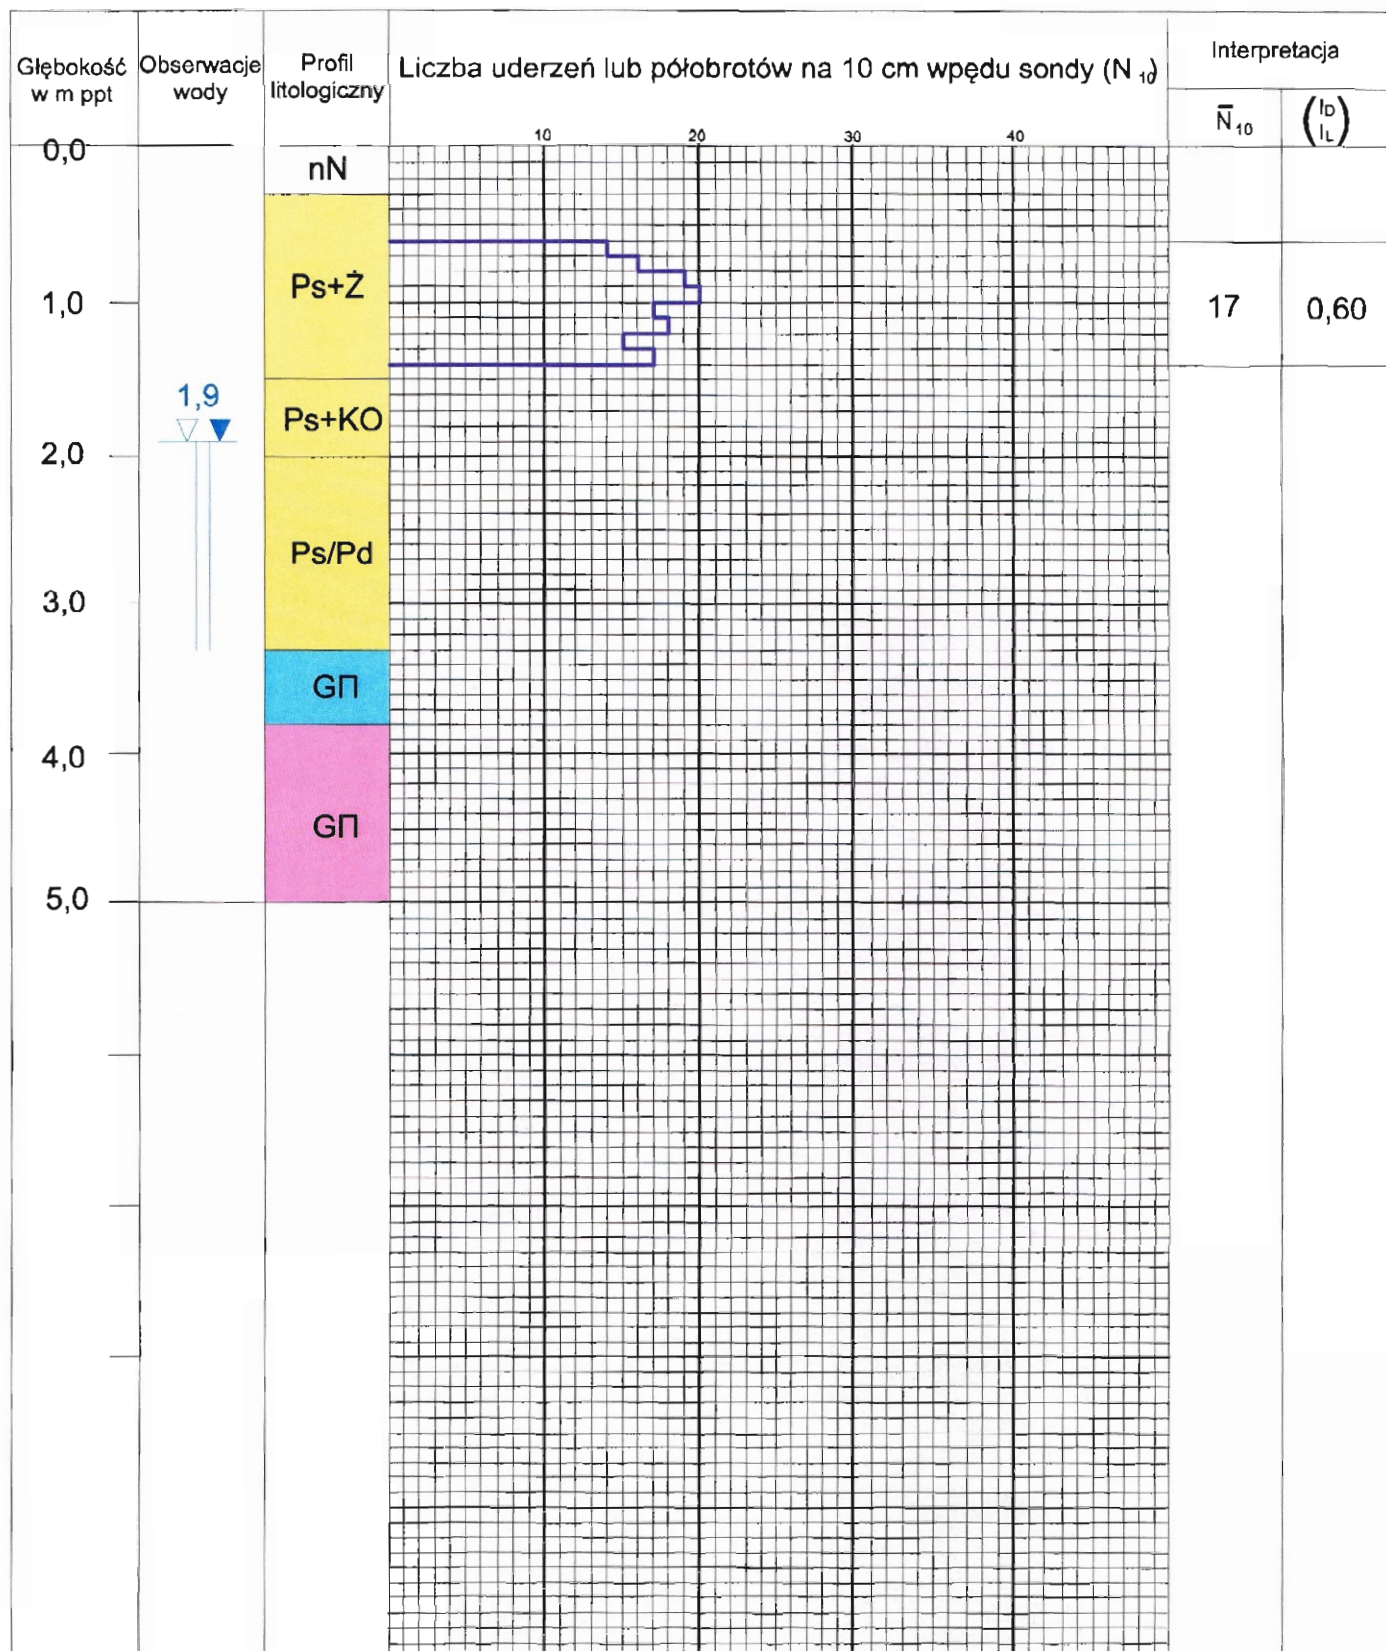 Głębokość
w m ppt
Obserwacje
wody
Profil
litologiczny
Liczba uderzeń lub półobrotów na 10 cm wpędu sondy (N 10)
Interpretacja
N̅ 10
(ID
IL)
10 20 30 40
0,0
nN
Ps+Ż
1,0
17 0,60
1,9
Ps+KO
2,0
Ps/Pd
3,0
GΠ
4,0
GΠ
5,0